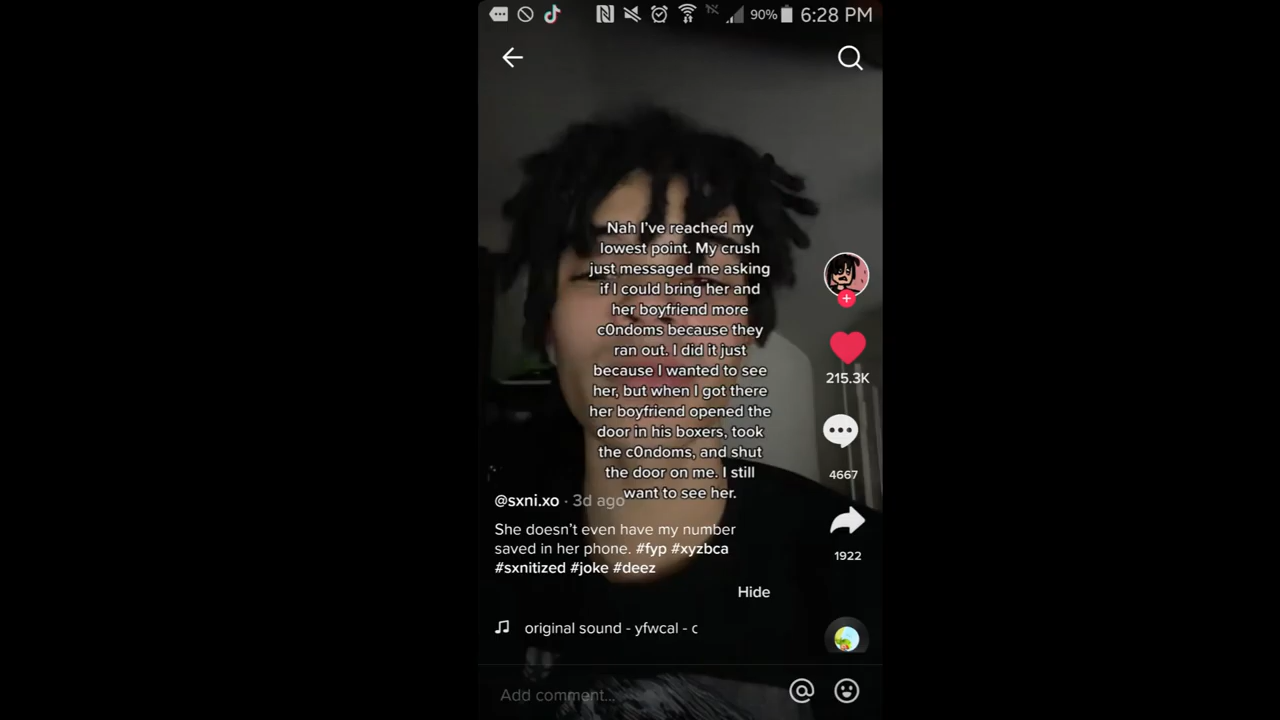 90% 6:28 PM
Nah I've reached my
lowest point. My crush
just messaged me asking
if I could bring her and
her boyfriend more
c0ndoms because they
ran out. I did it just
because I wanted to see
her, but when I got there
her boyfriend opened the
door in his boxers, took
the c0ndoms, and shut
the door on me. I still
want to see her.
215.3K
4667
1922
@sxni.xo · 3d ago
She doesn't even have my number
saved in her phone. #fyp #xyzbca
#sxnitized #joke #deez
Hide
original sound - yfwcal - c
Add comment...